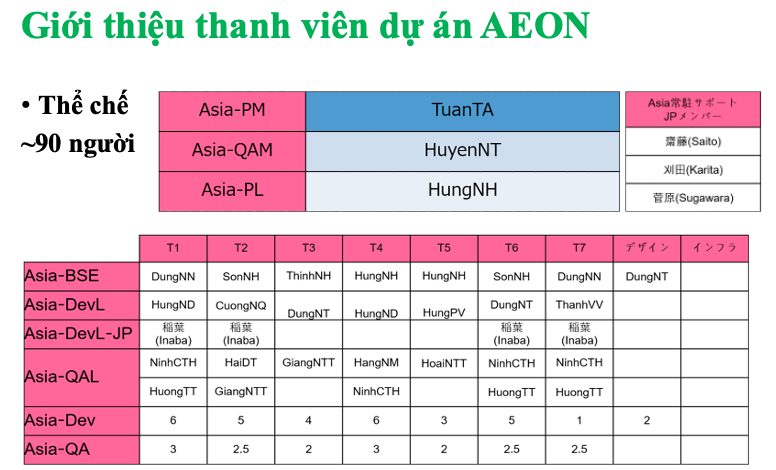 Giới thiệu thanh viên dự án AEON
• Thể chế
~90 người
Asia-PM TuanTA
Asia-QAM HuyenNT
Asia-PL HungNH
Asia常駐サポート
JPメンバー
齋藤(Saito)
刈田(Karita)
菅原(Sugawara)
T1 T2 T3 T4 T5 T6 T7 デザイン インフラ
Asia-BSE DungNN SonNH ThinhNH HungNH HungNH SonNH DungNN DungNT
Asia-DevL HungND CuongNQ DungNT HungND HungPV DungNT ThanhVV
Asia-DevL-JP 稲葉 稲葉 稲葉 稲葉
(Inaba) (Inaba) (Inaba) (Inaba)
Asia-QAL NinhCTH HaiDT GiangNTT HangNM HoaiNTT NinhCTH NinhCTH
HuongTT GiangNTT NinhCTH HuongTT HuongTT
Asia-Dev 6 5 4 6 3 5 1 2
Asia-QA 3 2.5 2 3 2 2.5 2.5